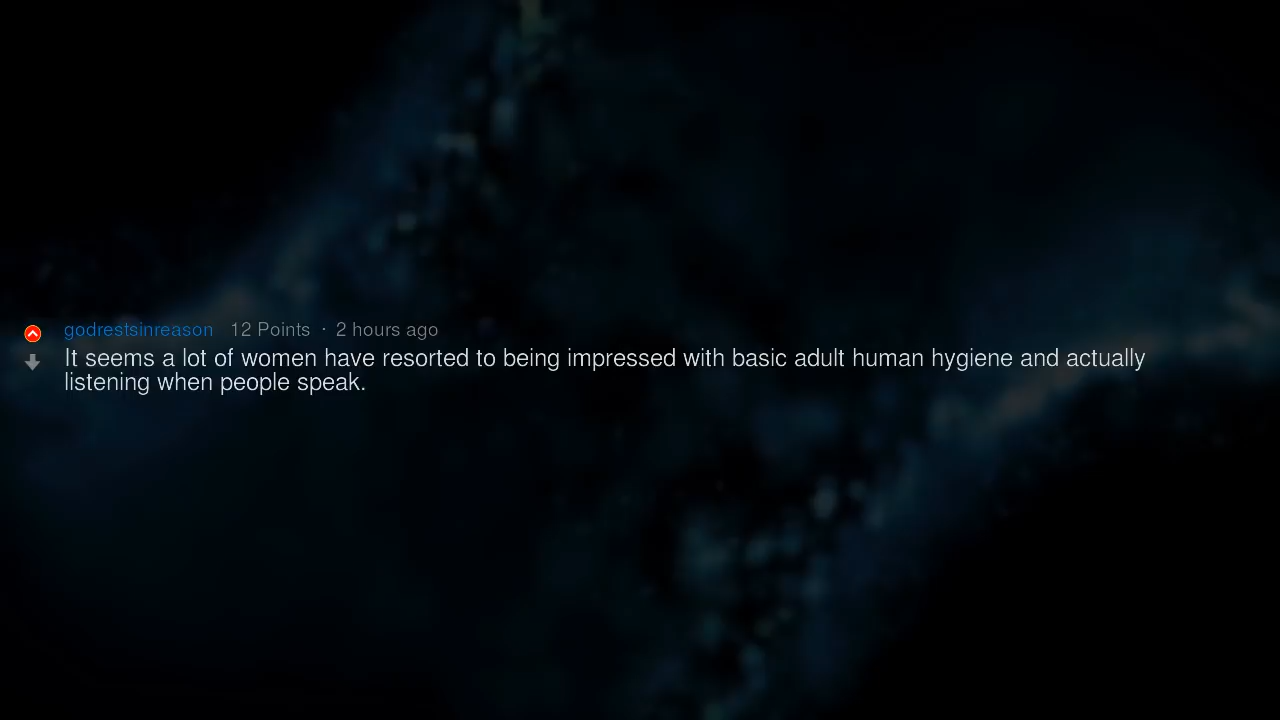 godrestsinreason 12 Points · 2 hours ago
It seems a lot of women have resorted to being impressed with basic adult human hygiene and actually
listening when people speak.